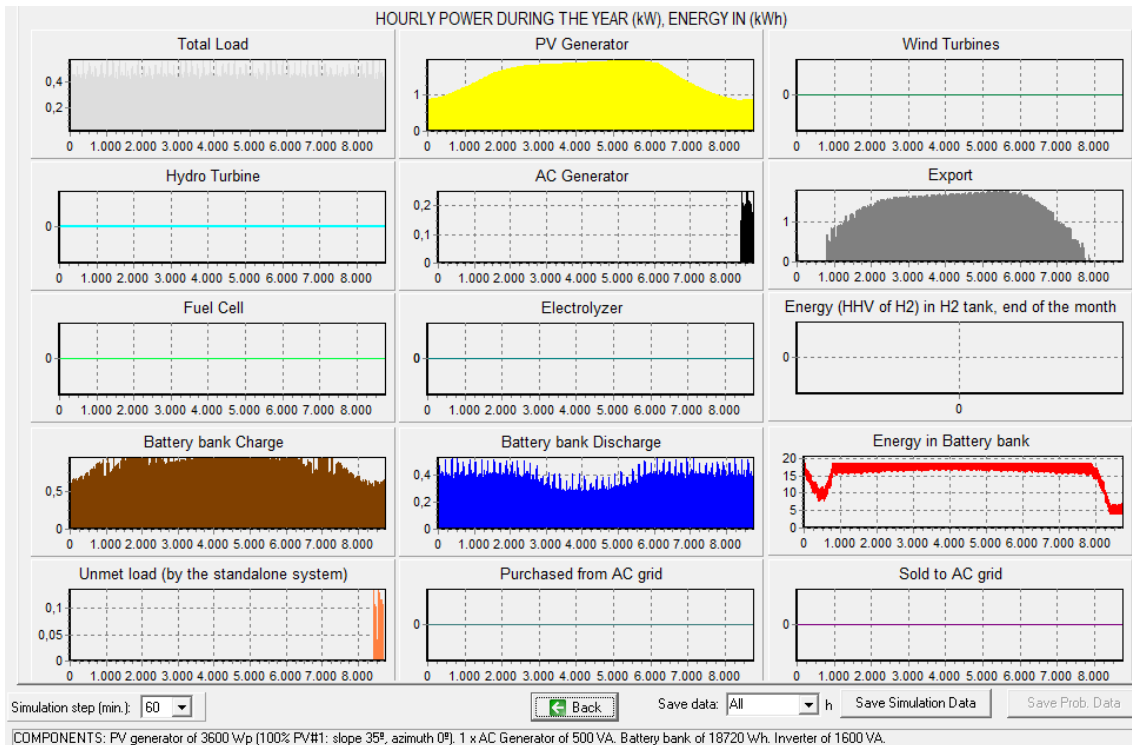 HOURLY POWER DURING THE YEAR (kW), ENERGY IN (kWh)
Total Load
0,4
0,2
0 1.000 2.000 3.000 4.000 5.000 6.000 7.000 8.000
PV Generator
1
0
0 1.000 2.000 3.000 4.000 5.000 6.000 7.000 8.000
Wind Turbines
0
0 1.000 2.000 3.000 4.000 5.000 6.000 7.000 8.000
Hydro Turbine
0
0 1.000 2.000 3.000 4.000 5.000 6.000 7.000 8.000
AC Generator
0,2
0,1
0
0 1.000 2.000 3.000 4.000 5.000 6.000 7.000 8.000
Export
1
0
0 1.000 2.000 3.000 4.000 5.000 6.000 7.000 8.000
Fuel Cell
0
0 1.000 2.000 3.000 4.000 5.000 6.000 7.000 8.000
Electrolyzer
0
0 1.000 2.000 3.000 4.000 5.000 6.000 7.000 8.000
Energy (HHV of H2) in H2 tank, end of the month
0
0
Battery bank Charge
0,5
0
0 1.000 2.000 3.000 4.000 5.000 6.000 7.000 8.000
Battery bank Discharge
0,4
0,2
0
0 1.000 2.000 3.000 4.000 5.000 6.000 7.000 8.000
Energy in Battery bank
20
15
10
5
0
0 1.000 2.000 3.000 4.000 5.000 6.000 7.000 8.000
Unmet load (by the standalone system)
0,1
0,05
0
0 1.000 2.000 3.000 4.000 5.000 6.000 7.000 8.000
Purchased from AC grid
0
0 1.000 2.000 3.000 4.000 5.000 6.000 7.000 8.000
Sold to AC grid
0
0 1.000 2.000 3.000 4.000 5.000 6.000 7.000 8.000
Simulation step (min.): 60
Back
Save data: All h
Save Simulation Data
Save Prob. Data
COMPONENTS: PV generator of 3600 Wp (100% PV#1: slope 35º, azimuth 0º). 1 x AC Generator of 500 VA. Battery bank of 18720 Wh. Inverter of 1600 VA.